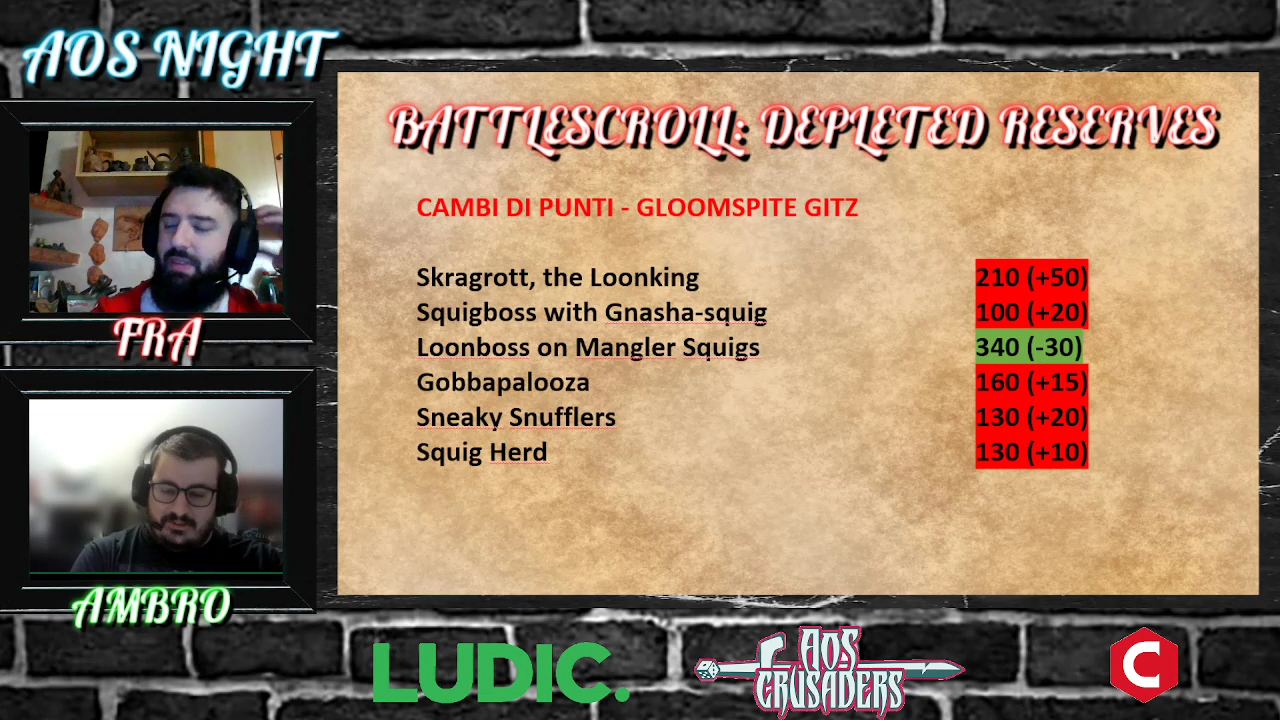 AOS NIGHT
BATTLESCROLL: DEPLETED RESERVES
CAMBI DI PUNTI - GLOOMSPITE GITZ
Skragrott, the Loonking 210 (+50)
Squigboss with Gnasha-squig 100 (+20)
Loonboss on Mangler Squigs 340 (-30)
Gobbapalooza 160 (+15)
Sneaky Snufflers 130 (+20)
Squig Herd 130 (+10)
FRA
AMBRO
LUDIC.
AOS
CRUSADERS
C